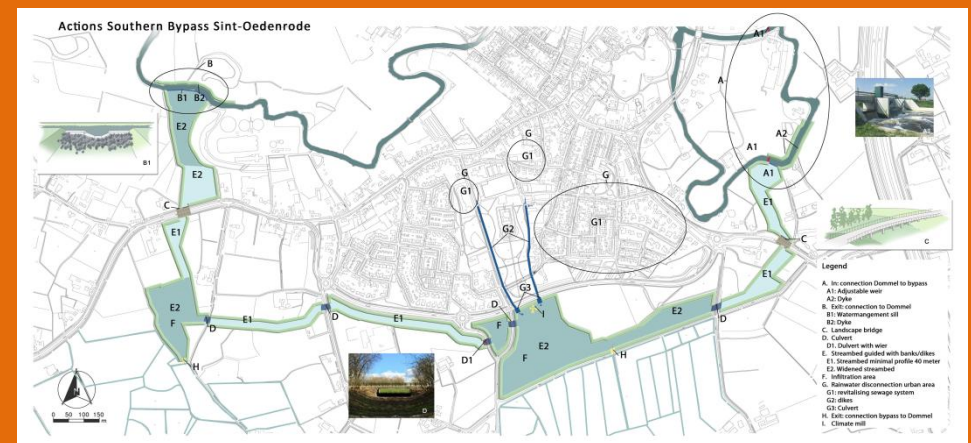 Actions Southern Bypass Sint-Oedenrode
B
B1 B2
E2
E2
B1
C
E1
E2
F
D
E1
D
H
E1
D1
D
F
G
G1
G
G1
G
G1
G2
G3
D
I
E2
F
H
E2
D
E1
C
E1
A1
A1
A2
A
A1
C
D
N
0 50 100 150 m
Legend
A. In: connection Dommel to bypass
A1: Adjustable weir
A2: Dyke
B. Exit: connection to Dommel
B1: Watermangement sill
B2: Dyke
C. Landscape bridge
D. Culvert
D1. Dulvert with wier
E. Streambed guided with banks/dikes
E1. Streambed minimal profile 40 meter
E2. Widened streambed
F. Infiltration area
G. Rainwater disconnection urban area
G1: revitalising sewage system
G2: dikes
G3: Culvert
H. Exit: connection bypass to Dommel
I. Climate mill